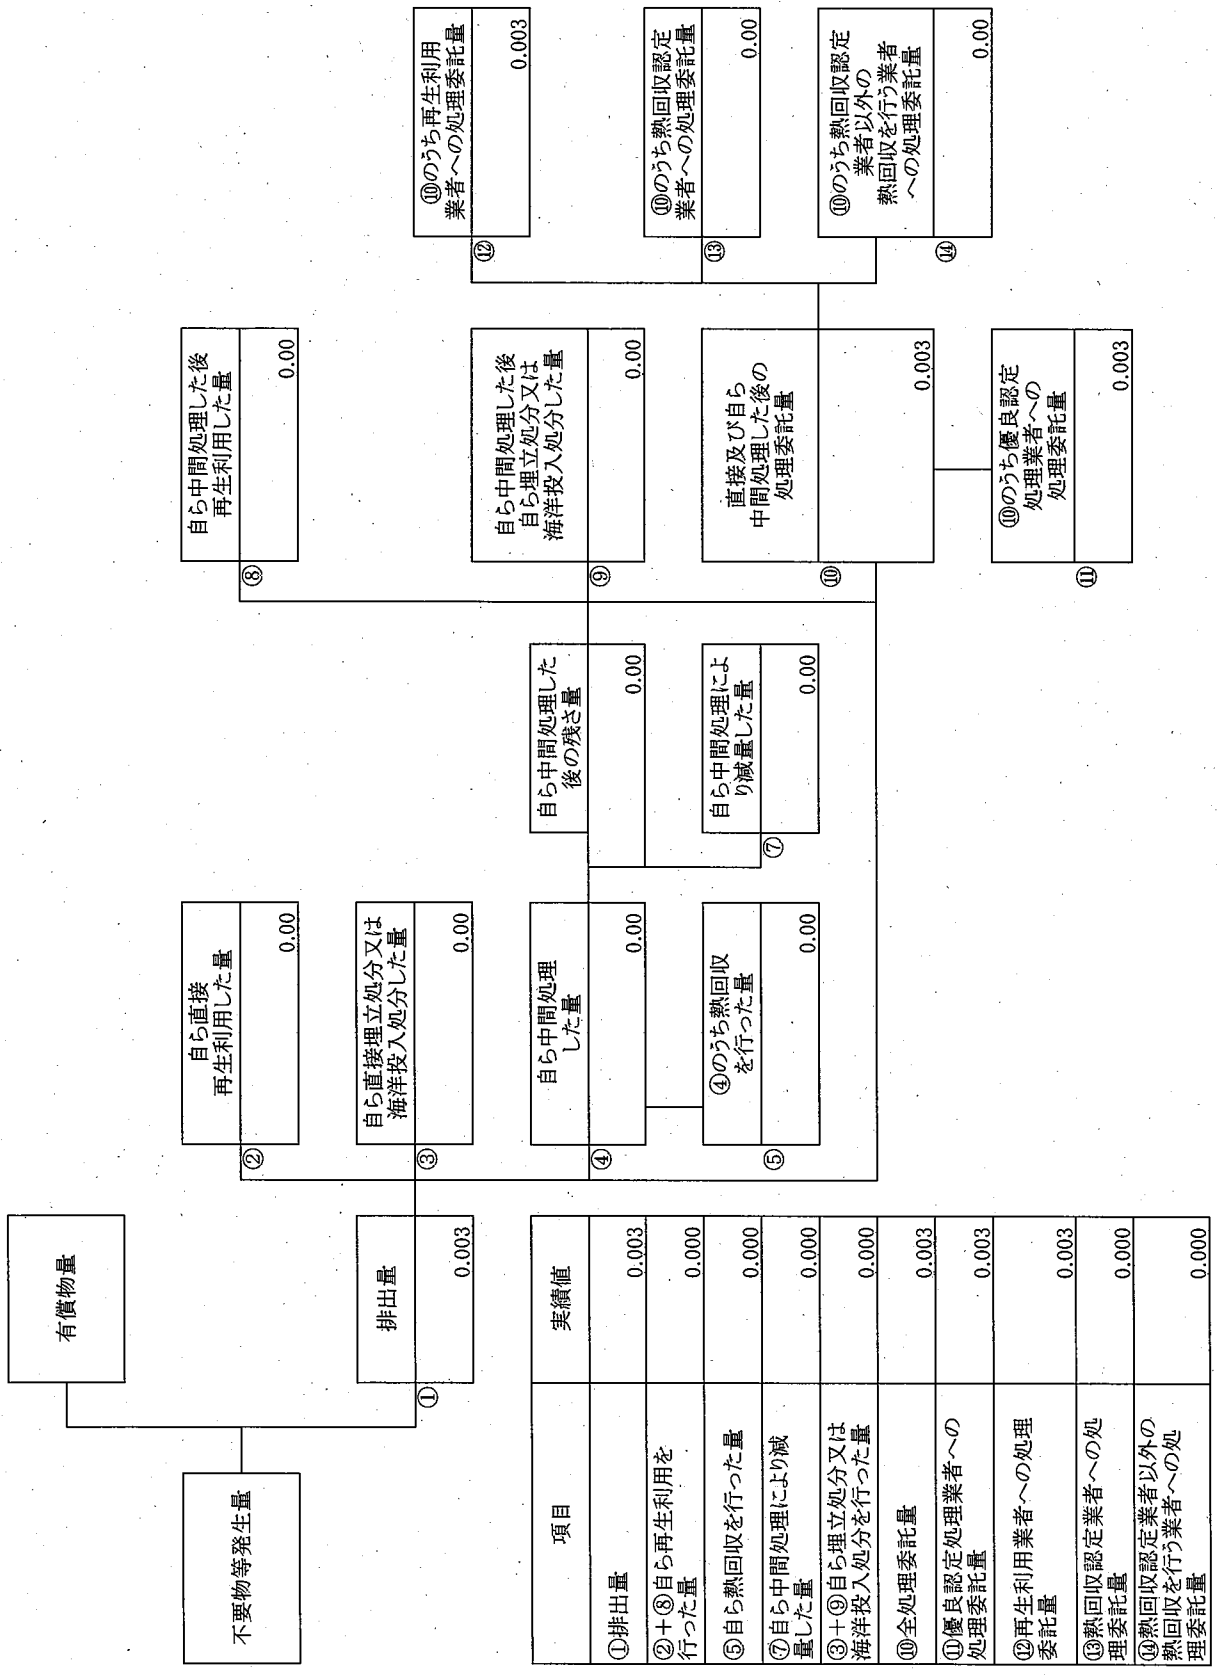 不要物等発生量
有償物量
排出量
①
0.003
自ら直接
再生利用した量
②
0.00
自ら直接埋立処分又は
海洋投入処分した量
③
0.00
自ら中間処理
した量
④
0.00
④のうち熱回収
を行った量
⑤
0.00
自ら中間処理した
後の残さ量
0.00
自ら中間処理によ
り減量した量
⑦
0.00
自ら中間処理した後
再生利用した量
⑧
0.00
自ら中間処理した後
自ら埋立処分又は
海洋投入処分した量
⑨
0.00
直接及び自ら
中間処理した後の
処理委託量
⑩
0.003
⑩のうち優良認定
処理業者への
処理委託量
⑪
0.003
⑩のうち再生利用
業者への処理委託量
⑫
0.003
⑩のうち熱回収認定
業者への処理委託量
⑬
0.00
⑩のうち熱回収認定
業者以外の
熱回収を行う業者
への処理委託量
⑭
0.00
項目 実績値
①排出量 0.003
②+⑧自ら再生利用を
行った量 0.000
⑤自ら熱回収を行った量 0.000
⑦自ら中間処理により減
量した量 0.000
③+⑨自ら埋立処分又は
海洋投入処分を行った量 0.000
⑩全処理委託量 0.003
⑪優良認定処理業者への
処理委託量 0.003
⑫再生利用業者への処理
委託量 0.003
⑬熱回収認定業者への処
理委託量 0.000
⑭熱回収認定業者以外の
熱回収を行う業者への処
理委託量 0.000